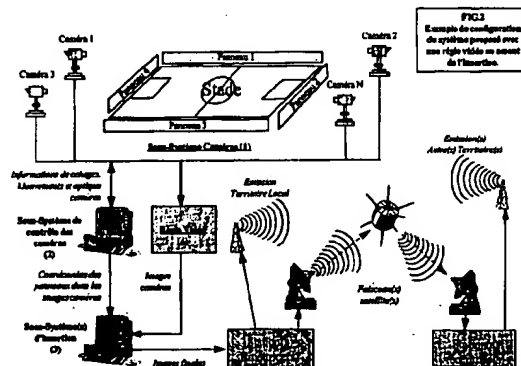 FIG.2
Exemple de configuration
du système proposé avec
une régie vidéo en amont
de l'insertion.
Caméra 1
Caméra 2
Caméra 3
Caméra N
Panneau 1
Stade
Panneau 3
Sous-Système Caméras (1)
Informations de calages,
Mouvements et optique
caméras
Sous-Système de
contrôle des
caméras
(2)
Régie Vidéo
Emission
Terrestre Local
Emission(s)
Autre(s) Territoire(s)
Coordonnées des
panneaux dans les
images caméras
Images
caméras
Faisceau(x)
satellite(s)
Sous-Système(s)
d'insertion
(3)
Images finales